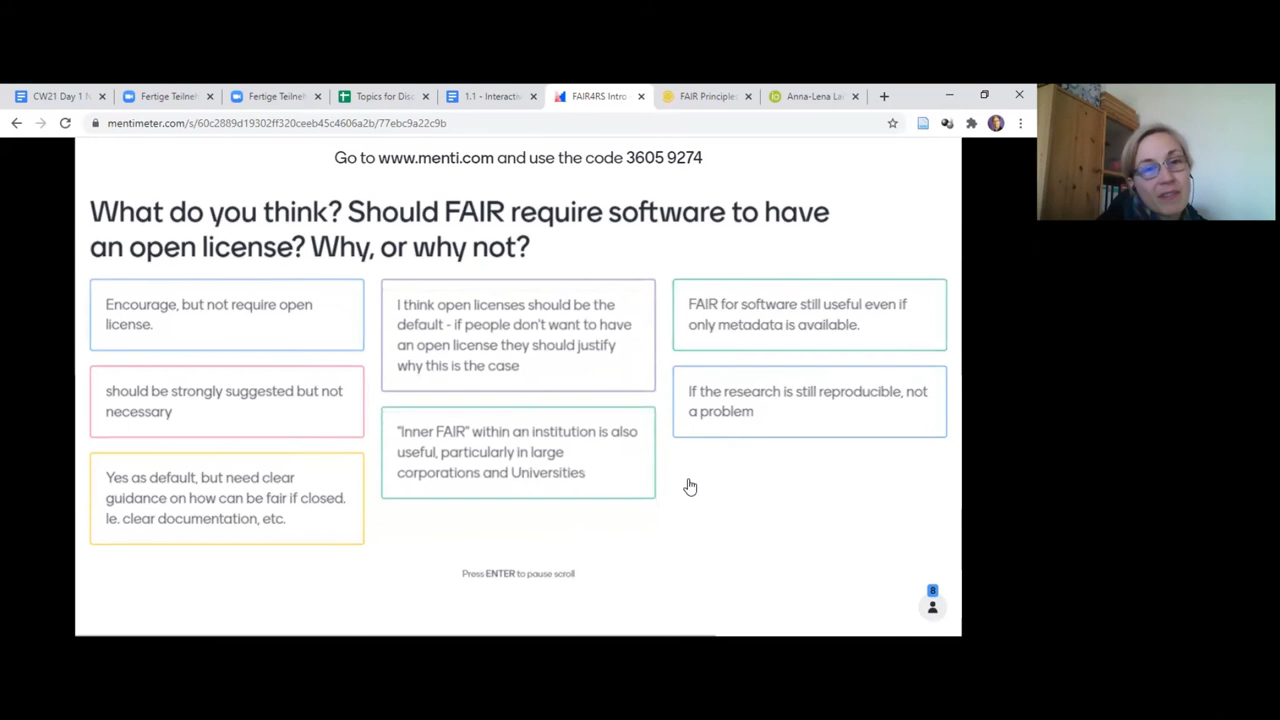 CW21 Day 1 N
Fertige Teilneh
Fertige Teilneh
Topics for Disc
1.1 - Interacti
FAIR4RS Intro
FAIR Principles
Anna-Lena La
mentimeter.com/s/60c2889d19302ff320ceeb45c4606a2b/77ebc9a22c9b
Go to www.menti.com and use the code 3605 9274
What do you think? Should FAIR require software to have
an open license? Why, or why not?
Encourage, but not require open
license.
should be strongly suggested but not
necessary
Yes as default, but need clear
guidance on how can be fair if closed.
Ie. clear documentation, etc.
I think open licenses should be the
default - if people don't want to have
an open license they should justify
why this is the case
"Inner FAIR" within an institution is also
useful, particularly in large
corporations and Universities
FAIR for software still useful even if
only metadata is available.
If the research is still reproducible, not
a problem
Press ENTER to pause scroll
8